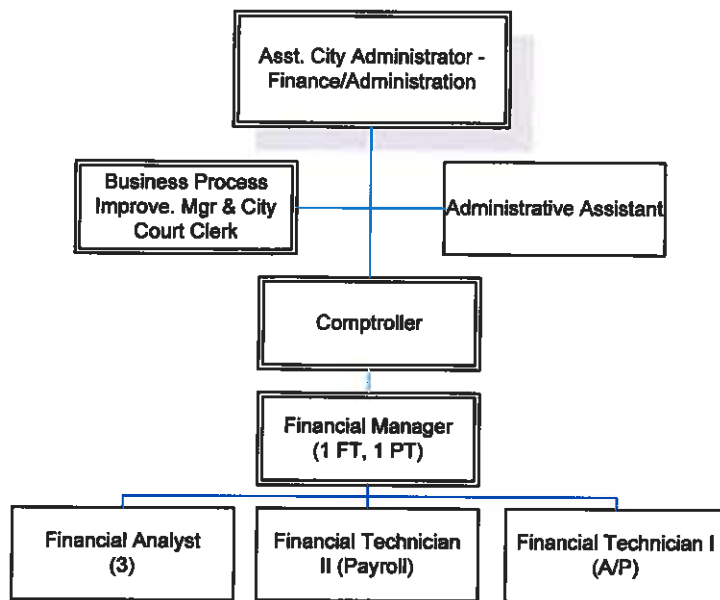 Asst. City Administrator -
Finance/Administration
Business Process
Improve. Mgr & City
Court Clerk
Administrative Assistant
Comptroller
Financial Manager
(1 FT, 1 PT)
Financial Analyst
(3)
Financial Technician
II (Payroll)
Financial Technician I
(A/P)